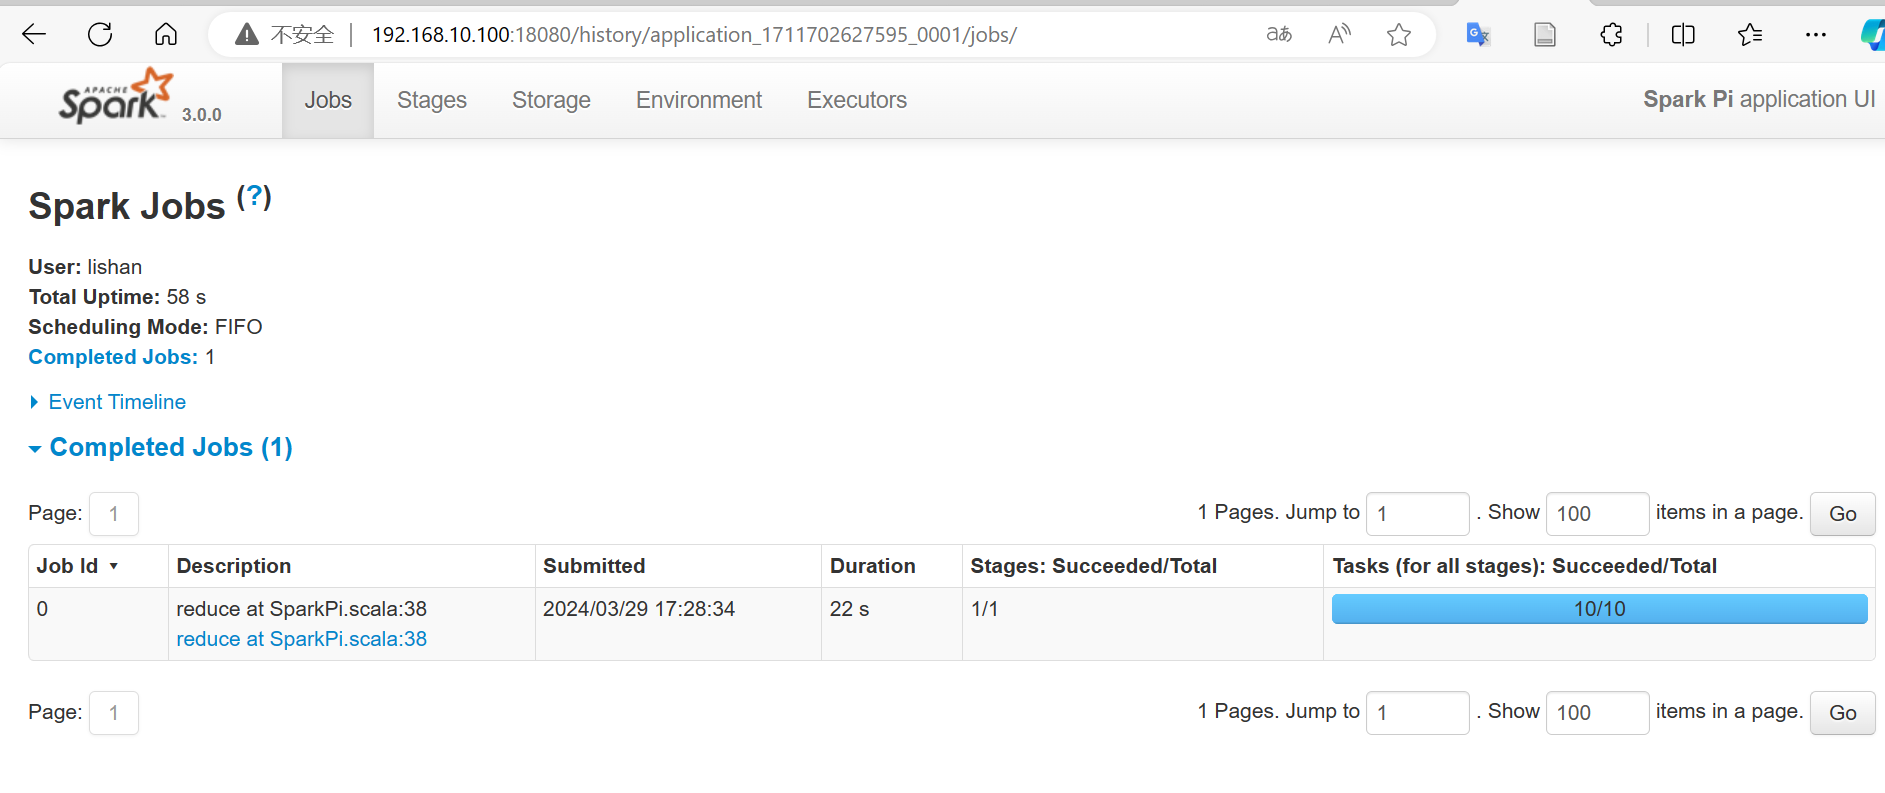 不安全 192.168.10.100:18080/history/application_1711702627595_0001/jobs/
APACHE Spark 3.0.0 Jobs Stages Storage Environment Executors Spark Pi application UI
Spark Jobs (?)
User: lishan
Total Uptime: 58 s
Scheduling Mode: FIFO
Completed Jobs: 1
Event Timeline
Completed Jobs (1)
Page: 1 1 Pages. Jump to 1 . Show 100 items in a page. Go
Job Id Description Submitted Duration Stages: Succeeded/Total Tasks (for all stages): Succeeded/Total
0 reduce at SparkPi.scala:38 2024/03/29 17:28:34 22 s 1/1 10/10
reduce at SparkPi.scala:38
Page: 1 1 Pages. Jump to 1 . Show 100 items in a page. Go